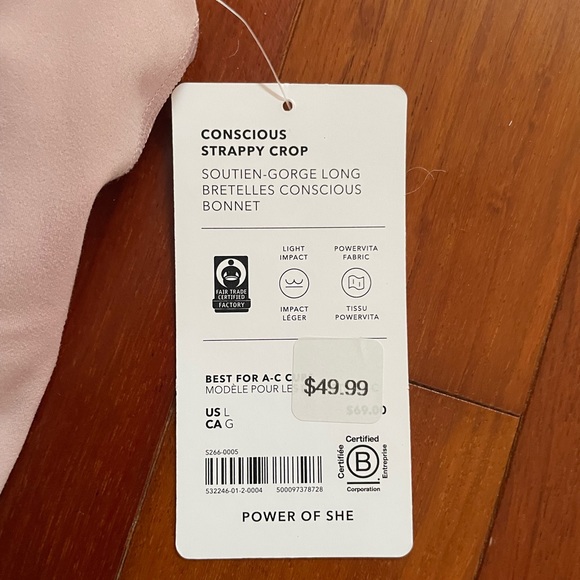 CONSCIOUS
STRAPPY CROP
SOUTIEN-GORGE LONG
BRETELLES CONSCIOUS
BONNET
FAIR TRADE
CERTIFIED
FACTORY
LIGHT
IMPACT
IMPACT
LÉGER
POWERVITA
FABRIC
TISSU
POWERVITA
BEST FOR A-C
MODÈLE POUR
$49.99
$69.00
US L
CA G
S266-0005
532246-01-2-0004 500097378728
Certified
Certifiée
B
Entreprise
Corporation
POWER OF SHE